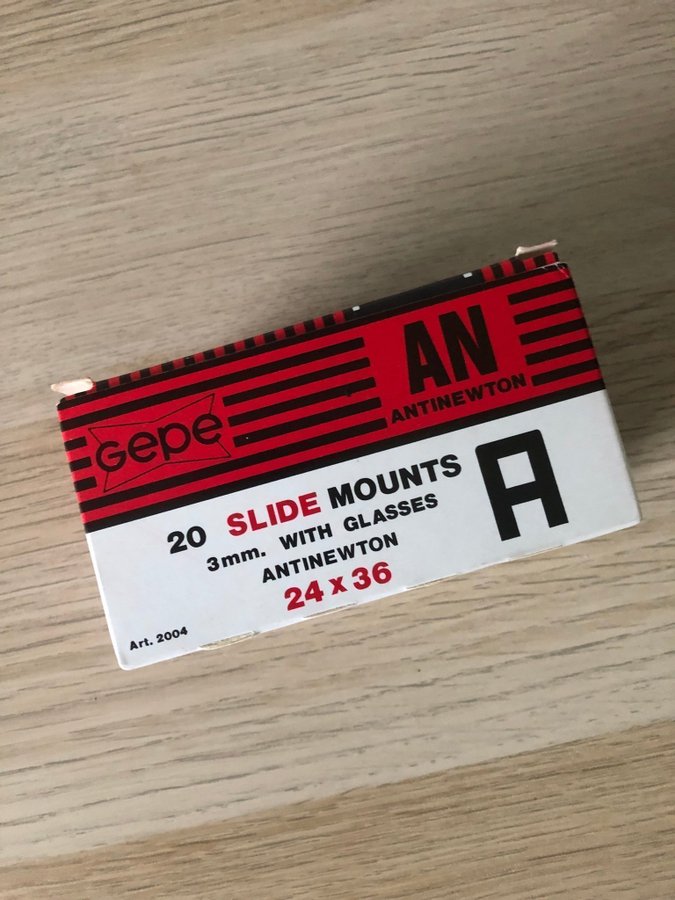 AN
ANTINEWTON
Gepe
20 SLIDE MOUNTS
3mm. WITH GLASSES
ANTINEWTON
24 x 36
A
Art. 2004